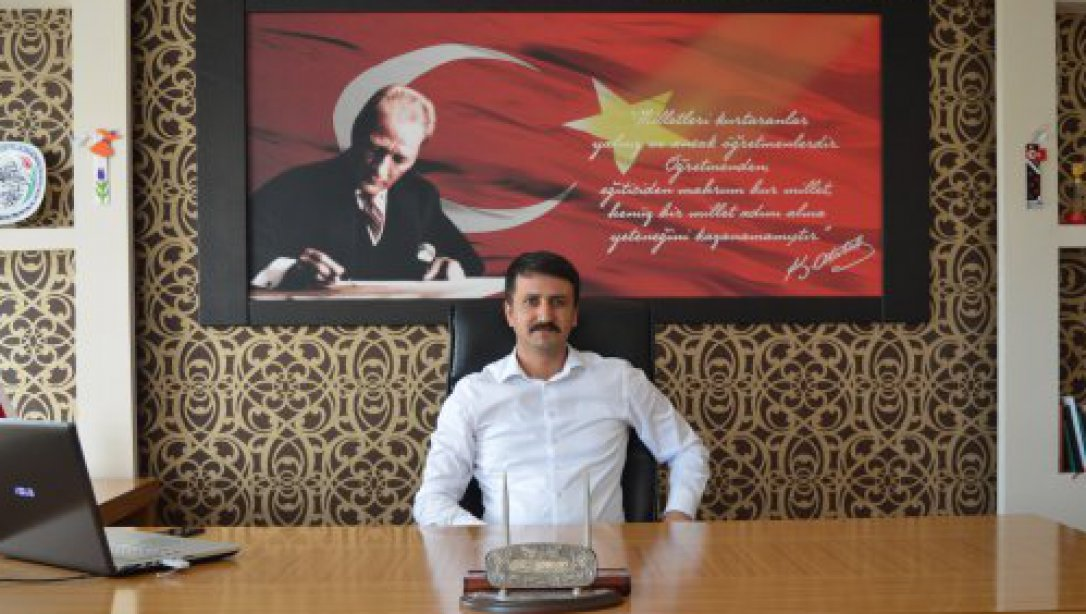 "Milletleri kurtaranlar
yalnız ve ancak öğretmenlerdir.
Öğretmenden,
eğiticiden mahrum bir millet,
henüz bir millet adını alma
yeteneğini kazanamamıştır."
K. Atatürk
ASUS